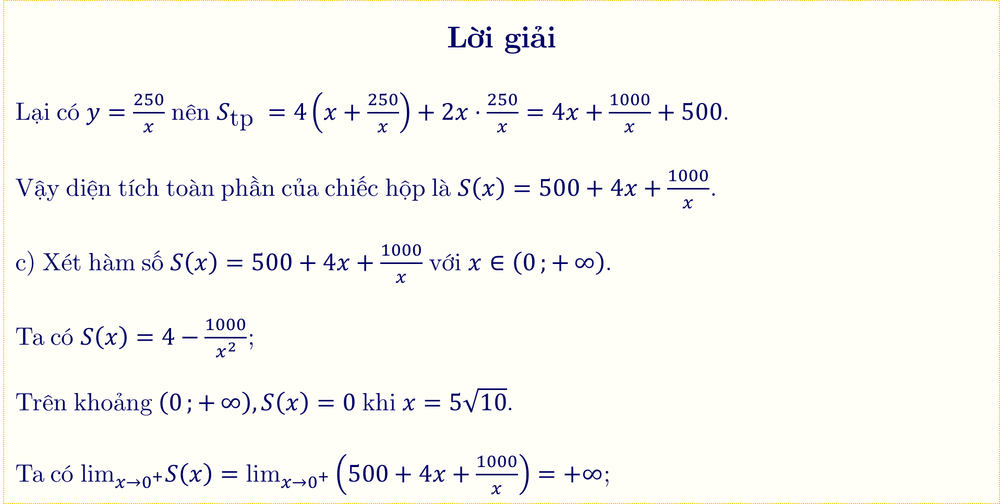 Lời giải
Lại có $y = \frac{250}{x}$ nên $S_{\text{tp}} = 4\left(x + \frac{250}{x}\right) + 2x \cdot \frac{250}{x} = 4x + \frac{1000}{x} + 500$.
Vậy diện tích toàn phần của chiếc hộp là $S(x) = 500 + 4x + \frac{1000}{x}$.
c) Xét hàm số $S(x) = 500 + 4x + \frac{1000}{x}$ với $x \in (0\,;+\infty)$.
Ta có $S(x) = 4 - \frac{1000}{x^2}$;
Trên khoảng $(0\,;+\infty), S(x) = 0$ khi $x = 5\sqrt{10}$.
Ta có $\lim_{x \to 0^+} S(x) = \lim_{x \to 0^+} \left(500 + 4x + \frac{1000}{x}\right) = +\infty$;